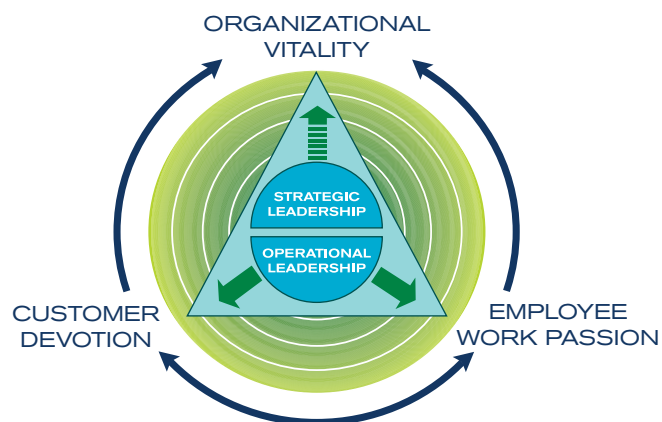 ORGANIZATIONAL
VITALITY
STRATEGIC
LEADERSHIP
OPERATIONAL
LEADERSHIP
CUSTOMER
DEVOTION
EMPLOYEE
WORK PASSION